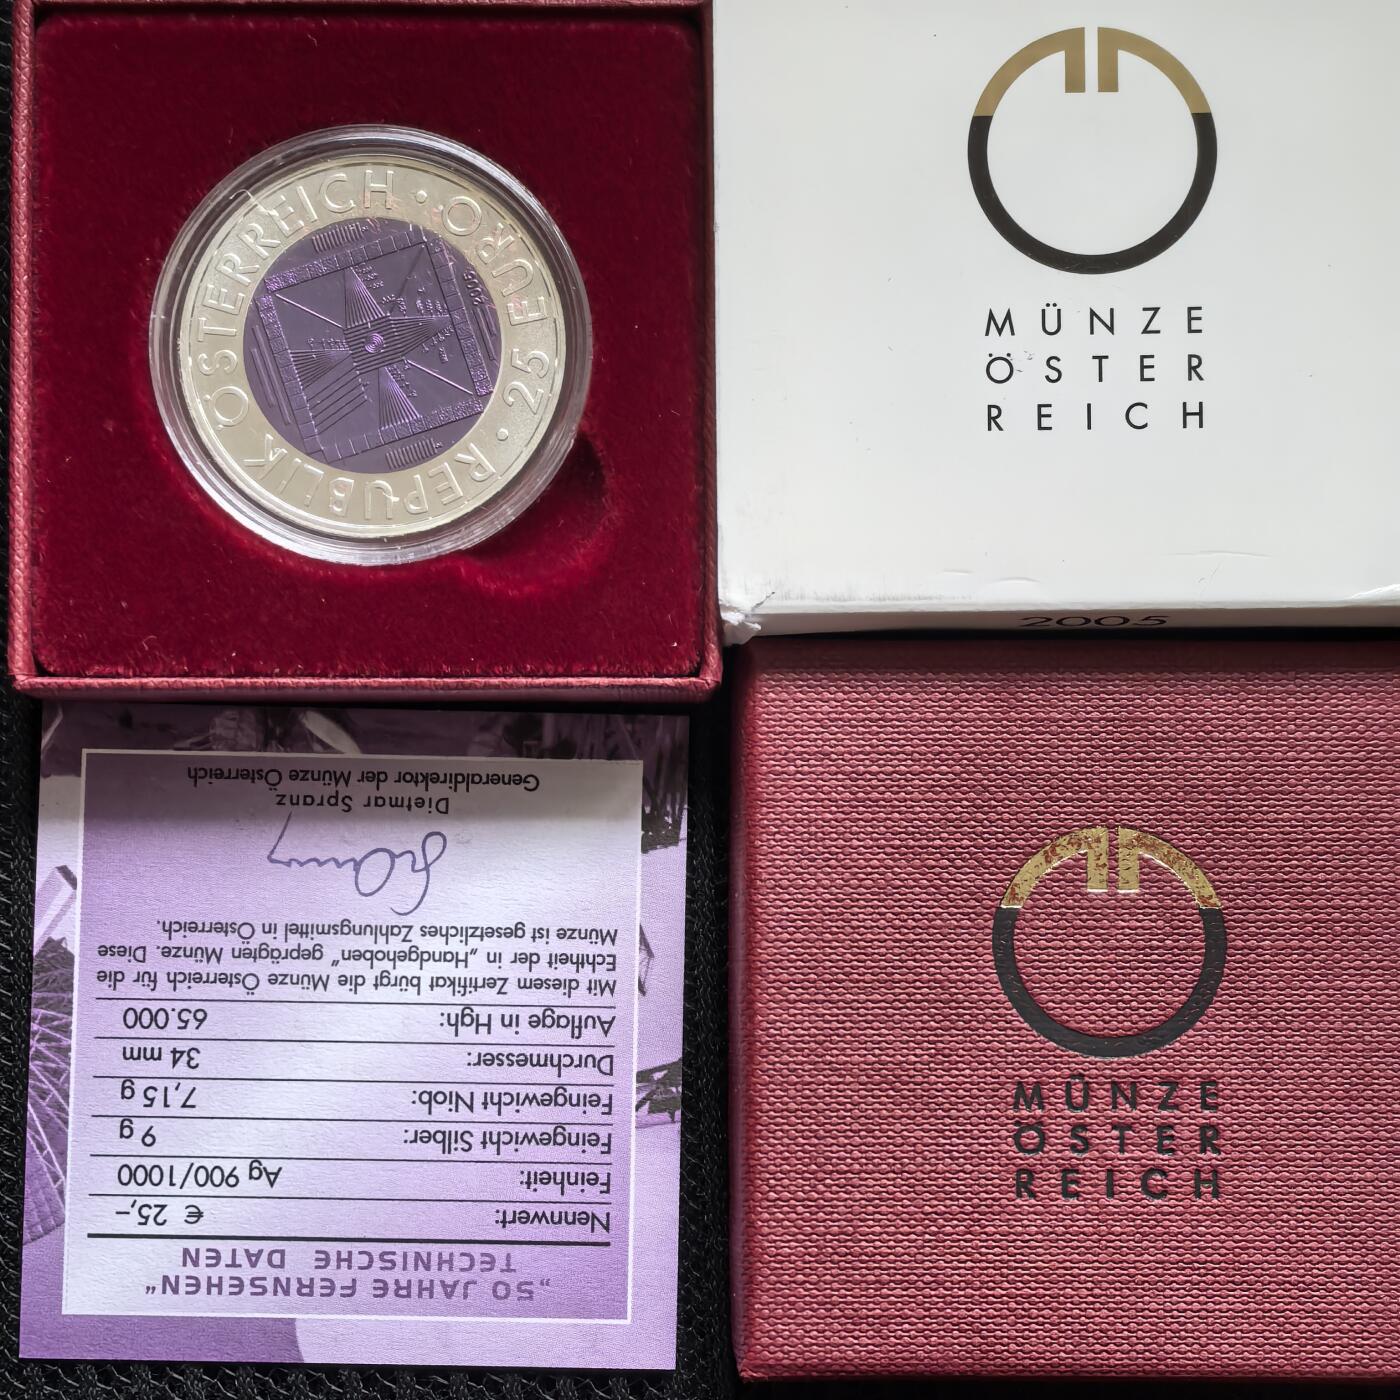 REPUBLIK ÖSTERREICH · 25 EURO ·
2005
MÜNZE
ÖSTER
REICH
2005
„50 JAHRE FERNSEHEN“
TECHNISCHE DATEN
Nennwert: € 25,–
Feinheit: Ag 900/1000
Feingewicht Silber: 9 g
Feingewicht Niob: 7,15 g
Durchmesser: 34 mm
Auflage in Hgh: 65.000
Mit diesem Zertifikat bürgt die Münze Österreich für die
Echtheit der in „Handgehoben“ geprägten Münze. Diese
Münze ist gesetzliches Zahlungsmittel in Österreich.
Dietmar Spranz
Generaldirektor der Münze Österreich
MÜNZE
ÖSTER
REICH